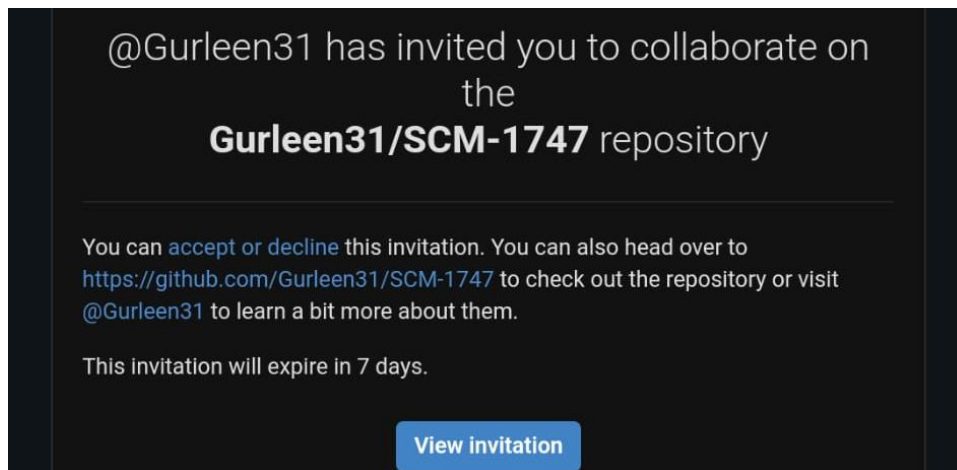 @Gurleen31 has invited you to collaborate on
the
Gurleen31/SCM-1747 repository
You can accept or decline this invitation. You can also head over to
https://github.com/Gurleen31/SCM-1747 to check out the repository or visit
@Gurleen31 to learn a bit more about them.
This invitation will expire in 7 days.
View invitation